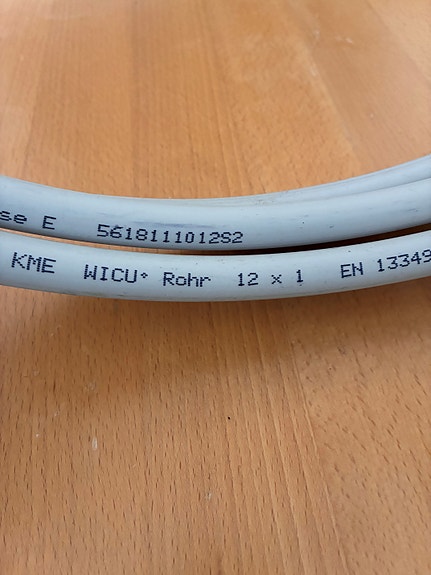 se E 5618111012S2
KME WICU® Rohr 12 x 1 EN 13349